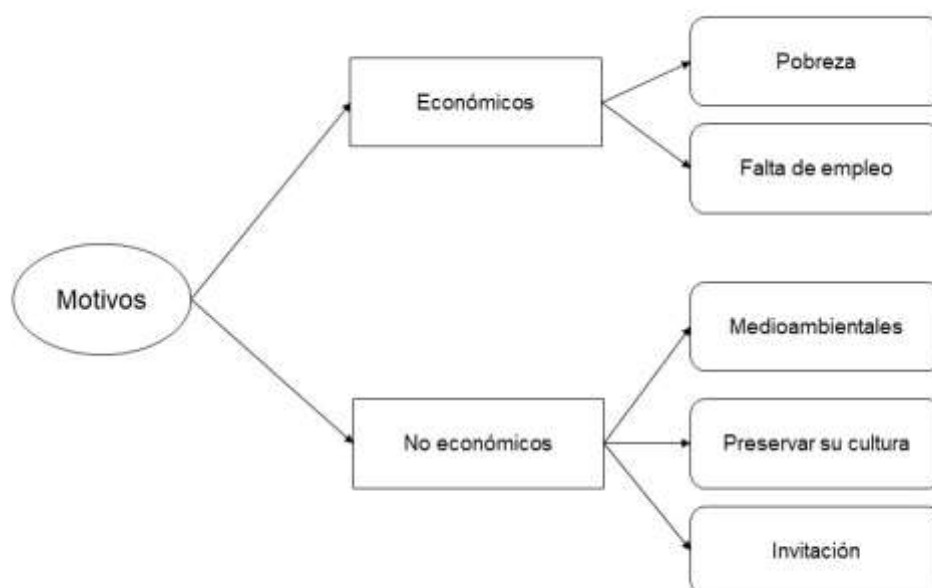 Motivos
Económicos
Pobreza
Falta de empleo
No económicos
Medioambientales
Preservar su cultura
Invitación